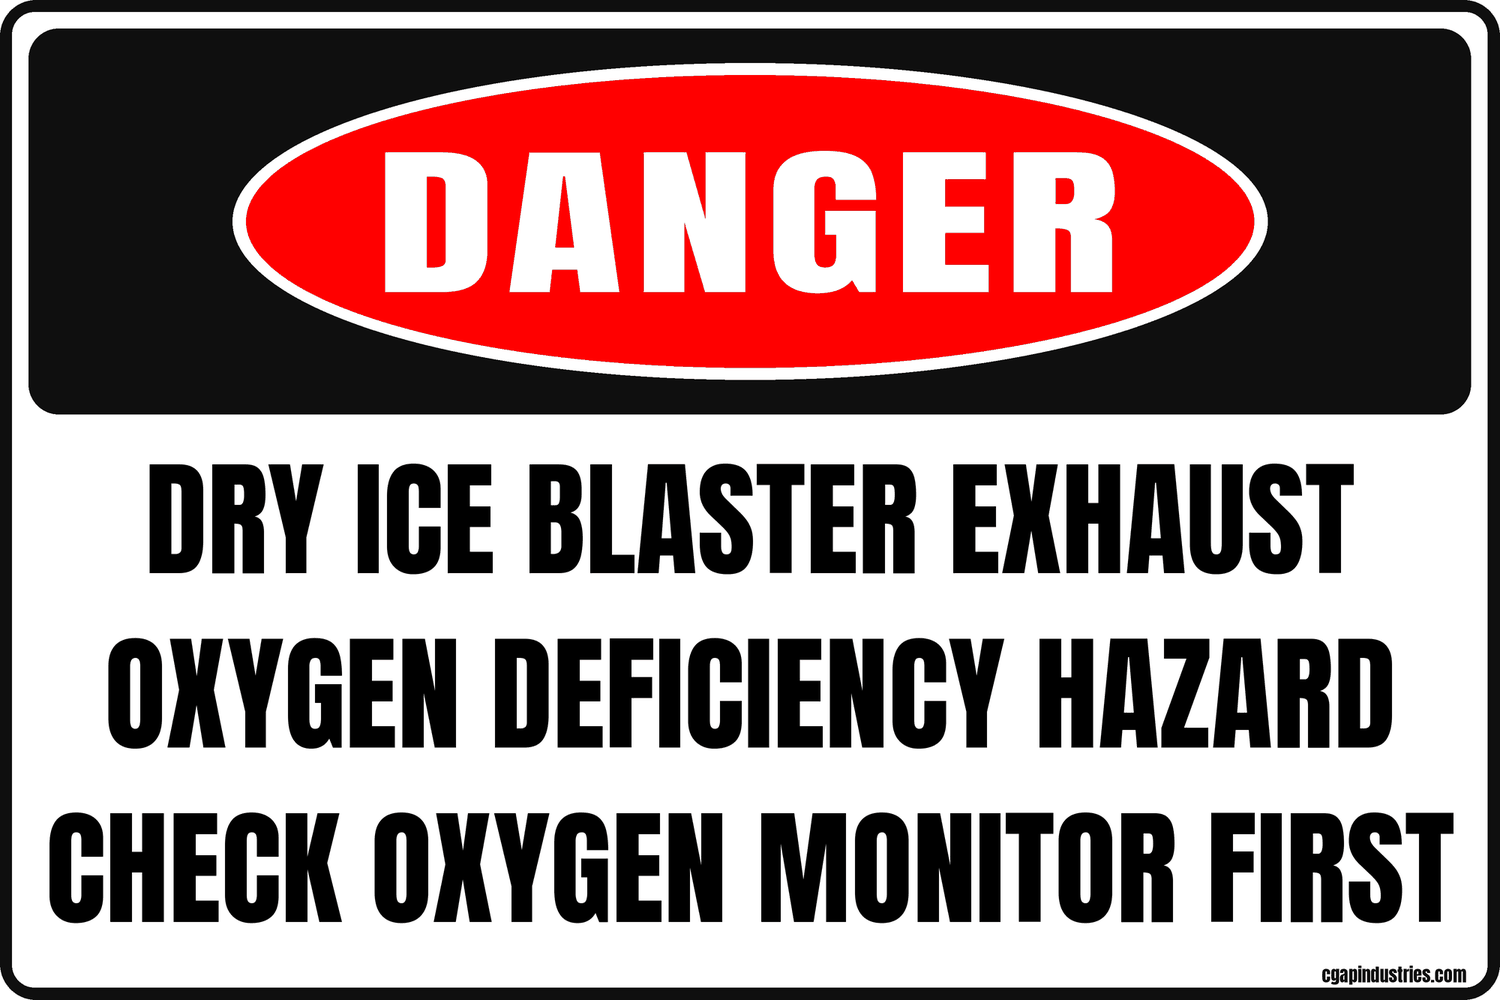 DANGER
DRY ICE BLASTER EXHAUST
OXYGEN DEFICIENCY HAZARD
CHECK OXYGEN MONITOR FIRST
cgapindustries.com